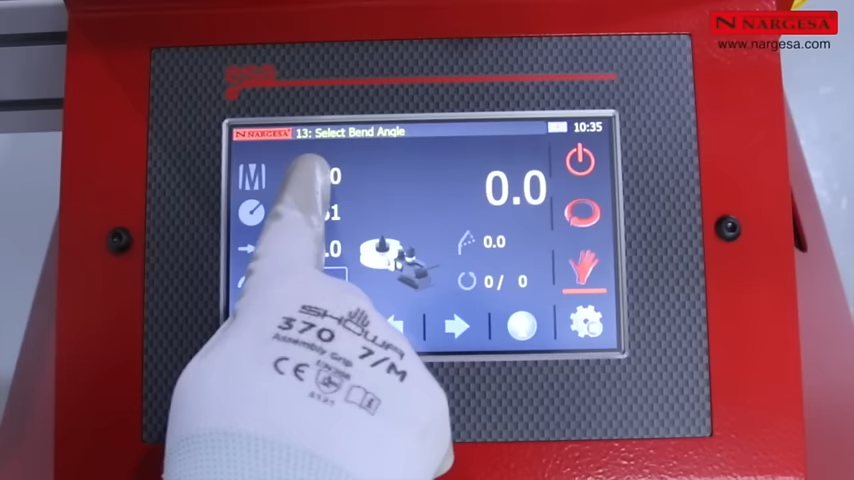 NARGESA
www.nargesa.com
NARGESA 13: Select Bend Angle 10:35
0.0
0.0
0/ 0
SHOWA
370 7/M
Assembly Grip
CE